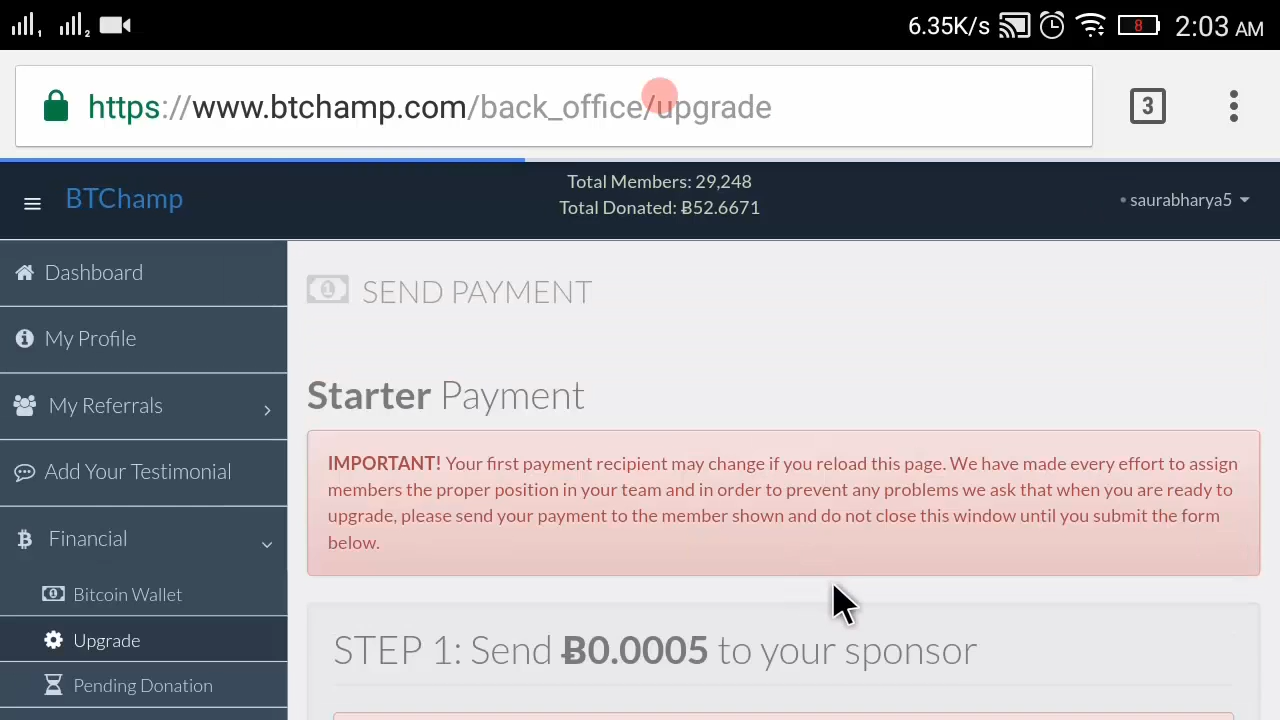 1 2 6.35K/s 8 2:03 AM
https://www.btchamp.com/back_office/upgrade 3
Total Members: 29,248
BTChamp saurabharya5
Total Donated: Ƀ52.6671
Dashboard
SEND PAYMENT
My Profile
Starter Payment
My Referrals
IMPORTANT! Your first payment recipient may change if you reload this page. We have made every effort to assign
members the proper position in your team and in order to prevent any problems we ask that when you are ready to
upgrade, please send your payment to the member shown and do not close this window until you submit the form
below.
Add Your Testimonial
Financial
Bitcoin Wallet
Upgrade
STEP 1: Send Ƀ0.0005 to your sponsor
Pending Donation